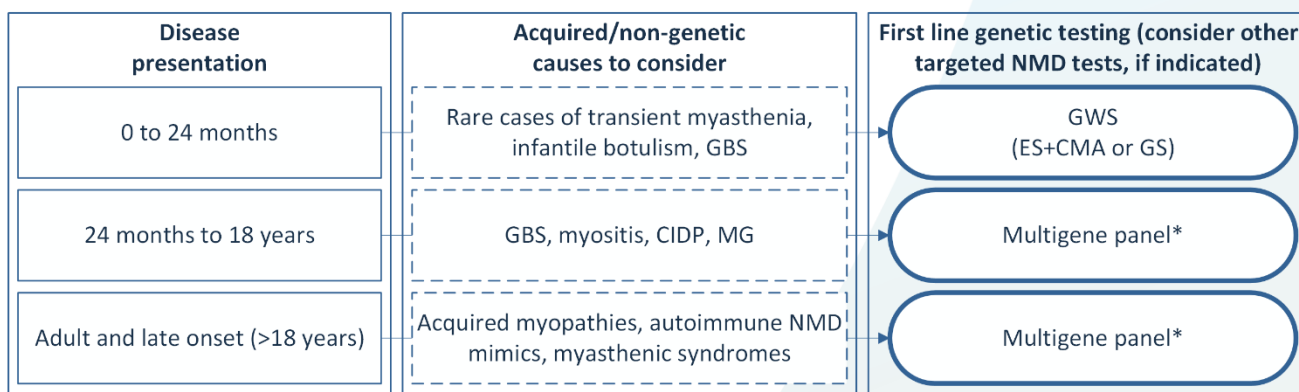 Disease
presentation
Acquired/non-genetic
causes to consider
First line genetic testing (consider other
targeted NMD tests, if indicated)
0 to 24 months
Rare cases of transient myasthenia,
infantile botulism, GBS
GWS
(ES+CMA or GS)
24 months to 18 years
GBS, myositis, CIDP, MG
Multigene panel*
Adult and late onset (>18 years)
Acquired myopathies, autoimmune NMD
mimics, myasthenic syndromes
Multigene panel*